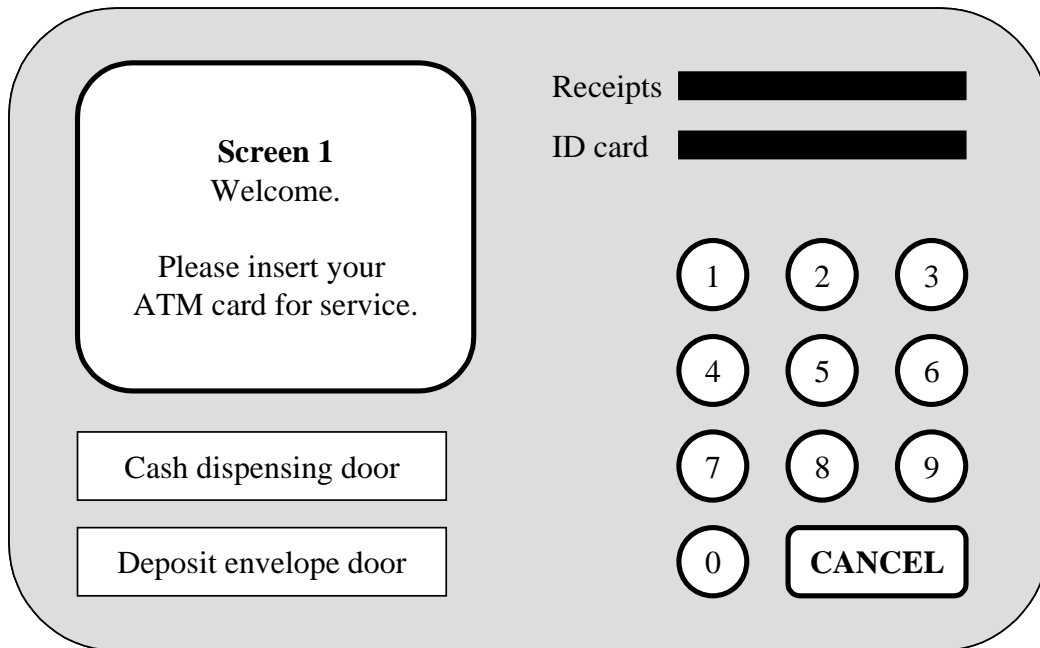 Screen 1
Welcome.
Please insert your
ATM card for service.
Receipts
ID card
1 2 3
4 5 6
7 8 9
0 CANCEL
Cash dispensing door
Deposit envelope door